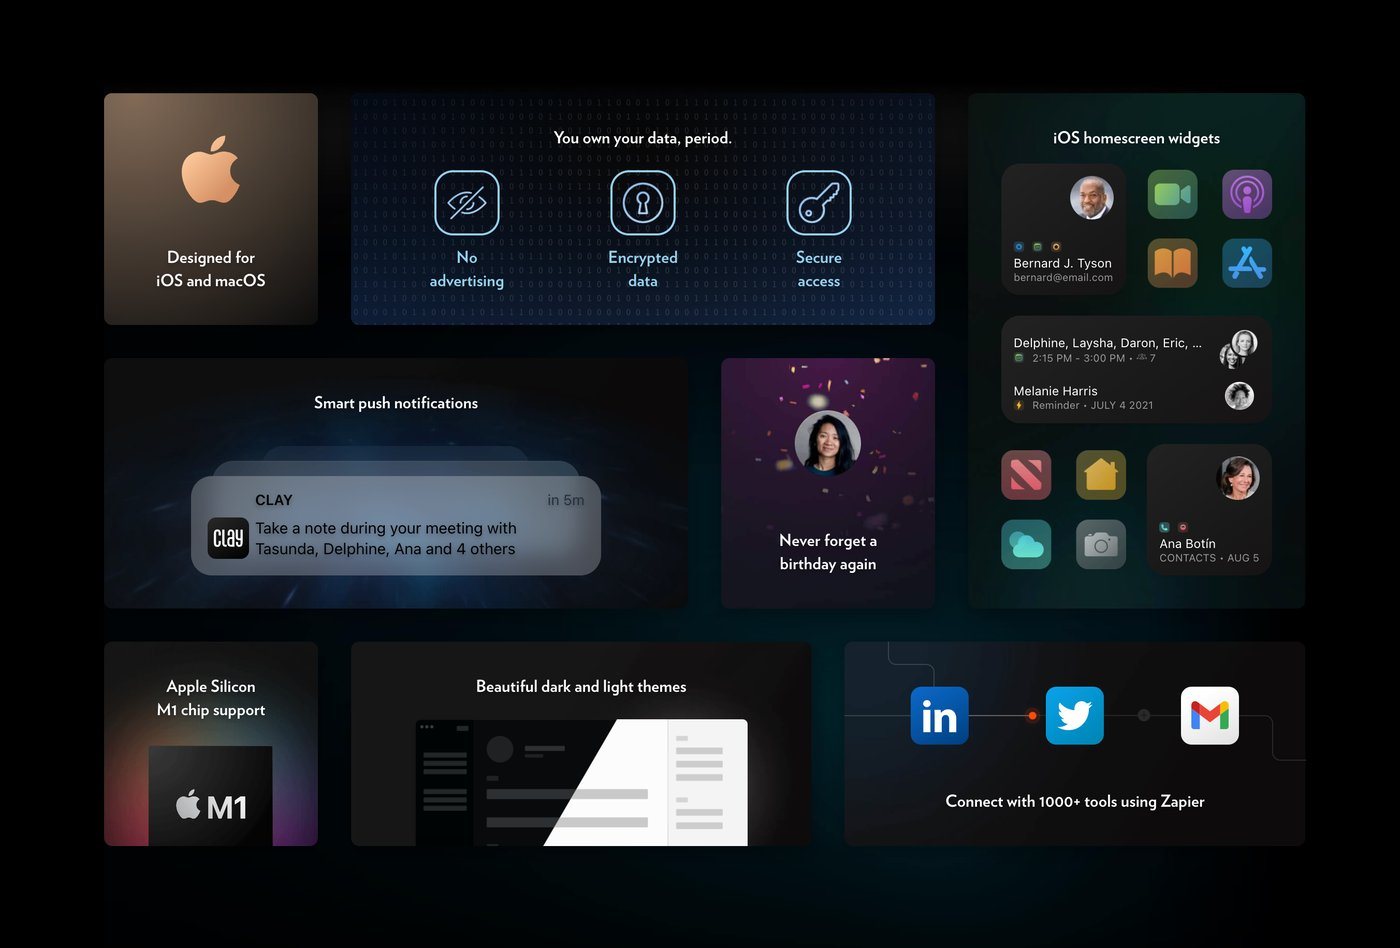 Designed for
iOS and macOS
You own your data, period.
No
advertising
Encrypted
data
Secure
access
iOS homescreen widgets
Bernard J. Tyson
bernard@email.com
Delphine, Laysha, Daron, Eric, ...
2:15 PM - 3:00 PM • 7
Melanie Harris
Reminder • JULY 4 2021
Ana Botín
CONTACTS • AUG 5
Smart push notifications
CLAY
in 5m
CLAY
Take a note during your meeting with
Tasunda, Delphine, Ana and 4 others
Never forget a
birthday again
Apple Silicon
M1 chip support
M1
Beautiful dark and light themes
in
Connect with 1000+ tools using Zapier